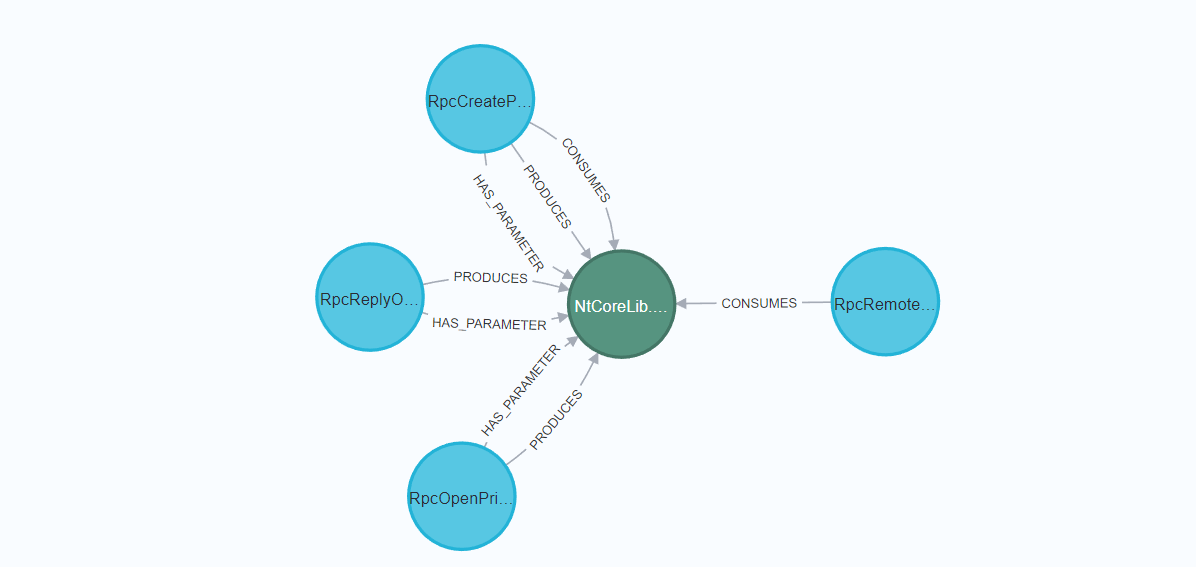 RpcCreateP...
CONSUMES
PRODUCES
HAS_PARAMETER
PRODUCES
RpcReplyO...
HAS_PARAMETER
NtCoreLib....
CONSUMES
RpcRemote...
HAS_PARAMETER
PRODUCES
RpcOpenPri...